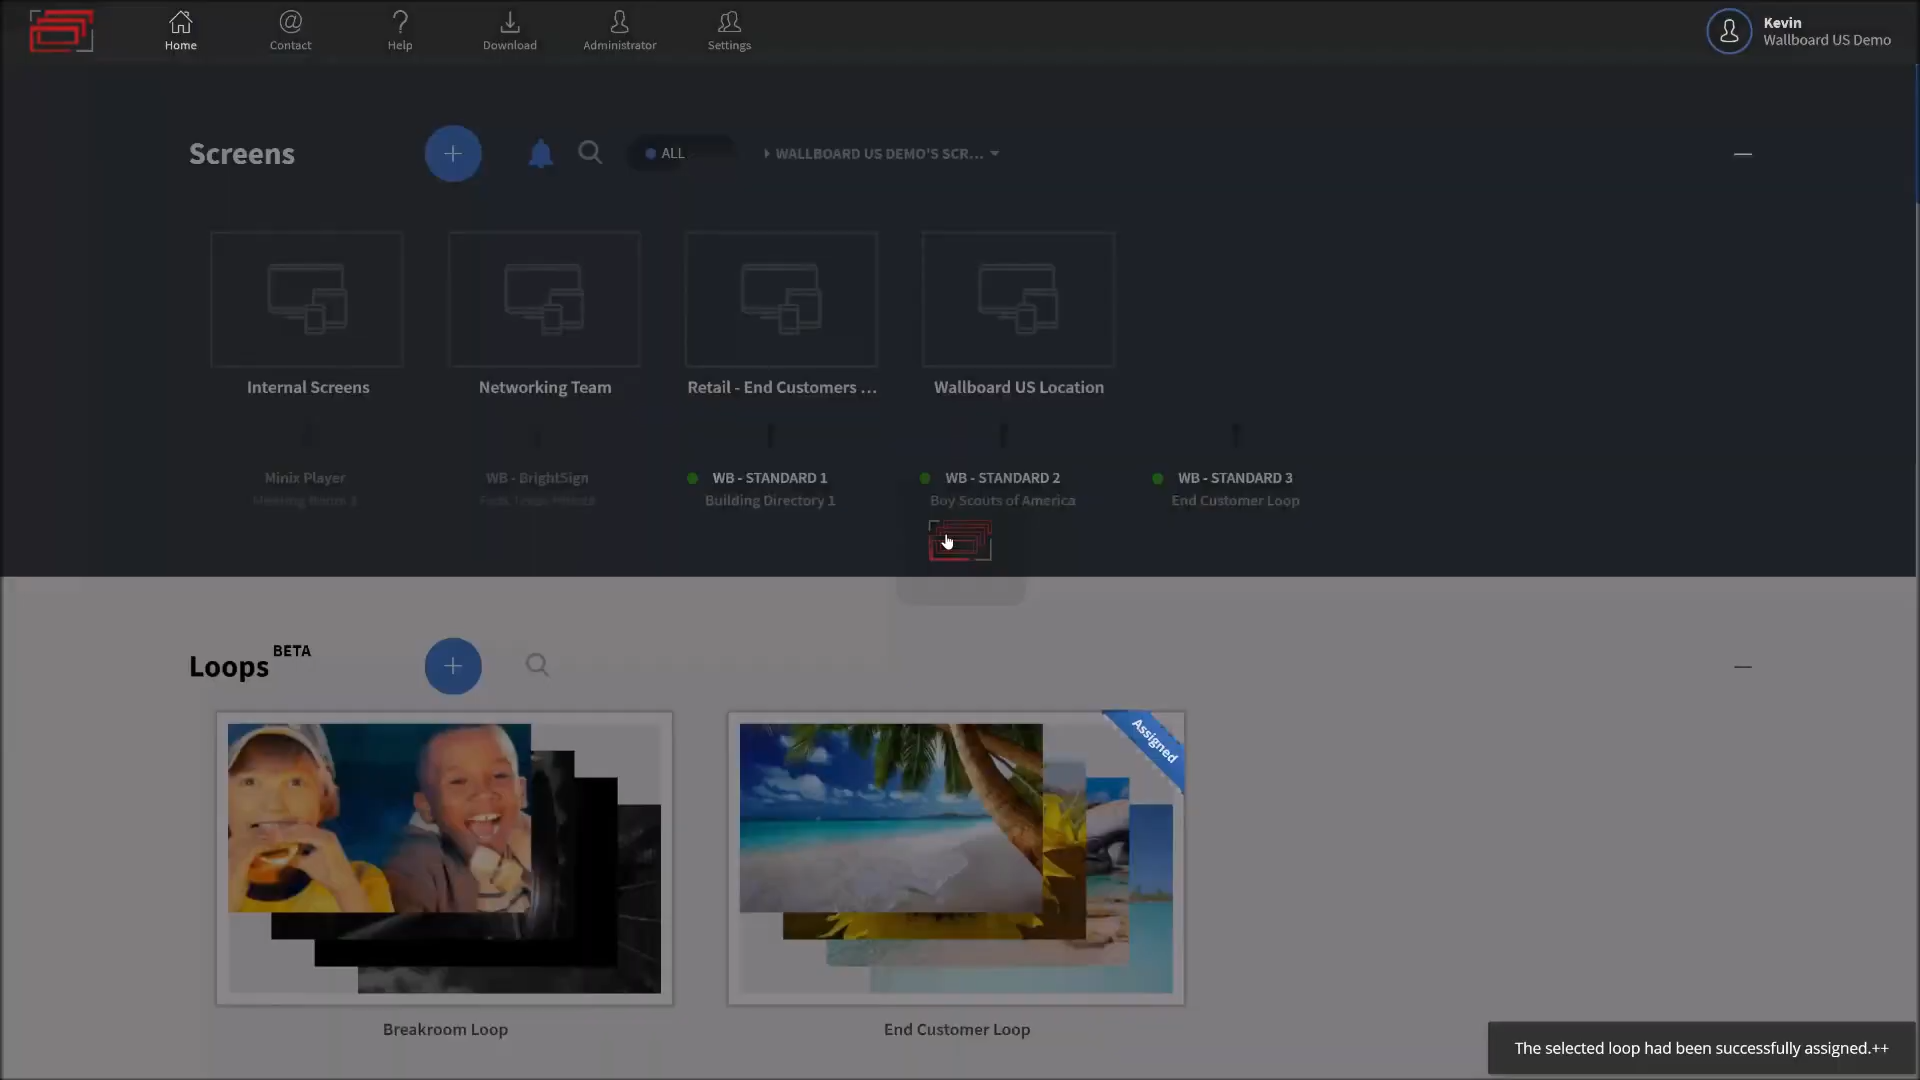 Home
Contact
Help
Download
Administrator
Settings
Kevin
Wallboard US Demo
Screens
ALL
WALLBOARD US DEMO'S SCR...
Internal Screens
Networking Team
Retail - End Customers ...
Wallboard US Location
Minix Player
WB - BrightSign
WB - STANDARD 1
WB - STANDARD 2
WB - STANDARD 3
Building Directory 1
Boy Scouts of America
End Customer Loop
Loops BETA
Assigned
Breakroom Loop
End Customer Loop
The selected loop had been successfully assigned.++